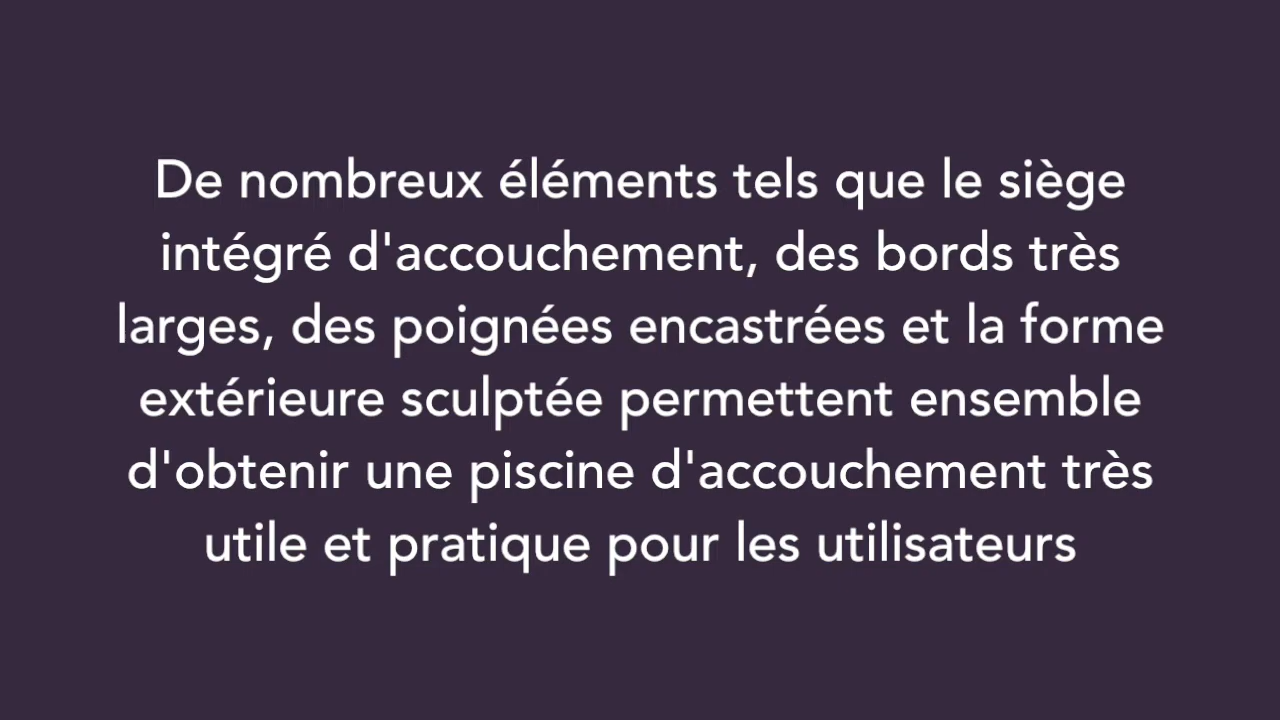 De nombreux éléments tels que le siège
intégré d'accouchement, des bords très
larges, des poignées encastrées et la forme
extérieure sculptée permettent ensemble
d'obtenir une piscine d'accouchement très
utile et pratique pour les utilisateurs